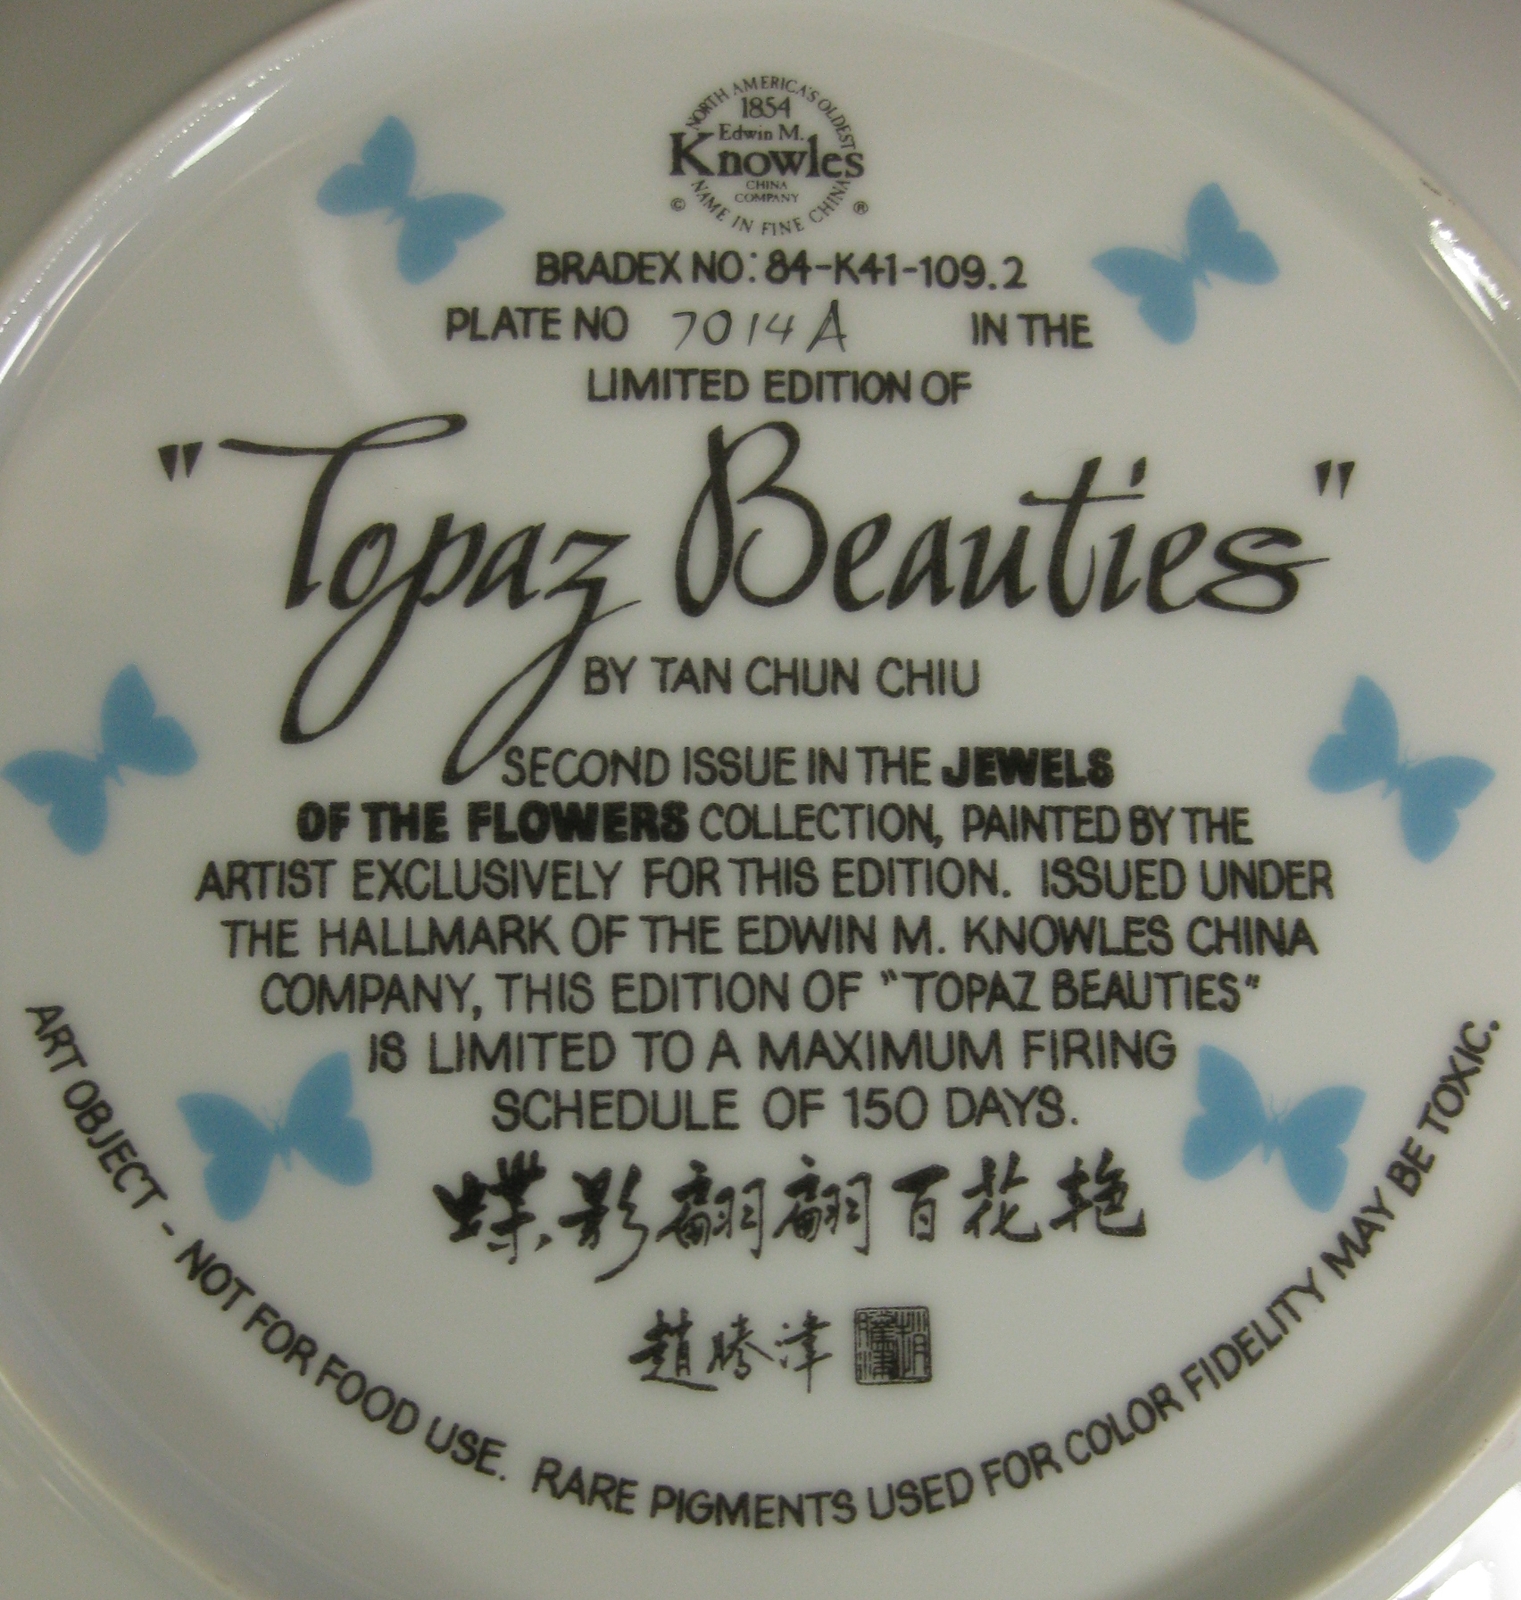 NORTH AMERICA'S OLDEST
1854
Edwin M.
Knowles
CHINA
COMPANY
NAME IN FINE CHINA
© ®
BRADEX NO: 84-K41-109.2
PLATE NO 7014A IN THE
LIMITED EDITION OF
"Topaz Beauties"
BY TAN CHUN CHIU
SECOND ISSUE IN THE JEWELS
OF THE FLOWERS COLLECTION, PAINTED BY THE
ARTIST EXCLUSIVELY FOR THIS EDITION. ISSUED UNDER
THE HALLMARK OF THE EDWIN M. KNOWLES CHINA
COMPANY, THIS EDITION OF "TOPAZ BEAUTIES"
IS LIMITED TO A MAXIMUM FIRING
SCHEDULE OF 150 DAYS.
蝶影翩翩百花艳
趙勝津
ART OBJECT - NOT FOR FOOD USE. RARE PIGMENTS USED FOR COLOR FIDELITY MAY BE TOXIC.